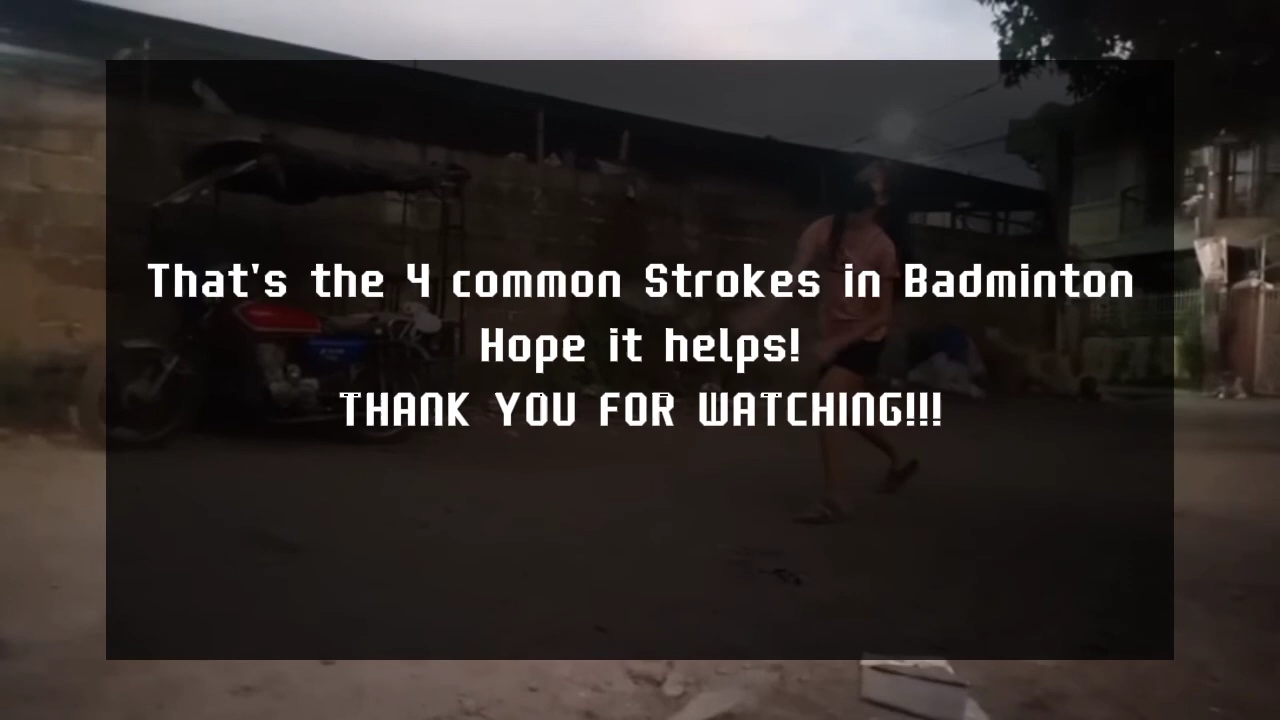 That's the 4 common Strokes in Badminton
Hope it helps!
THANK YOU FOR WATCHING!!!